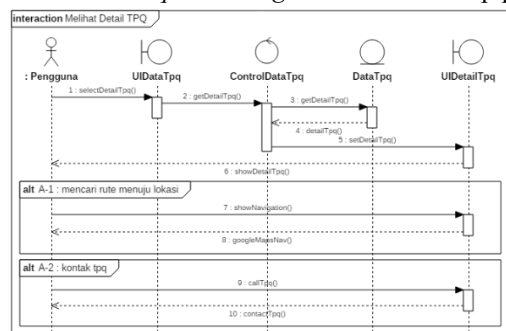 interaction Melihat Detail TPQ
: Pengguna
UIDataTpq
ControlDataTpq
DataTpq
UIDetailTpq
1 : selectDetailTpq()
2 : getDetailTpq()
3 : getDetailTpq()
4 : detailTpq()
5 : setDetailTpq()
6 : showDetailTpq()
alt A-1 : mencari rute menuju lokasi
7 : showNavigation()
8 : googleMapsNav()
alt A-2 : kontak tpq
9 : callTpq()
10 : contactTpq()